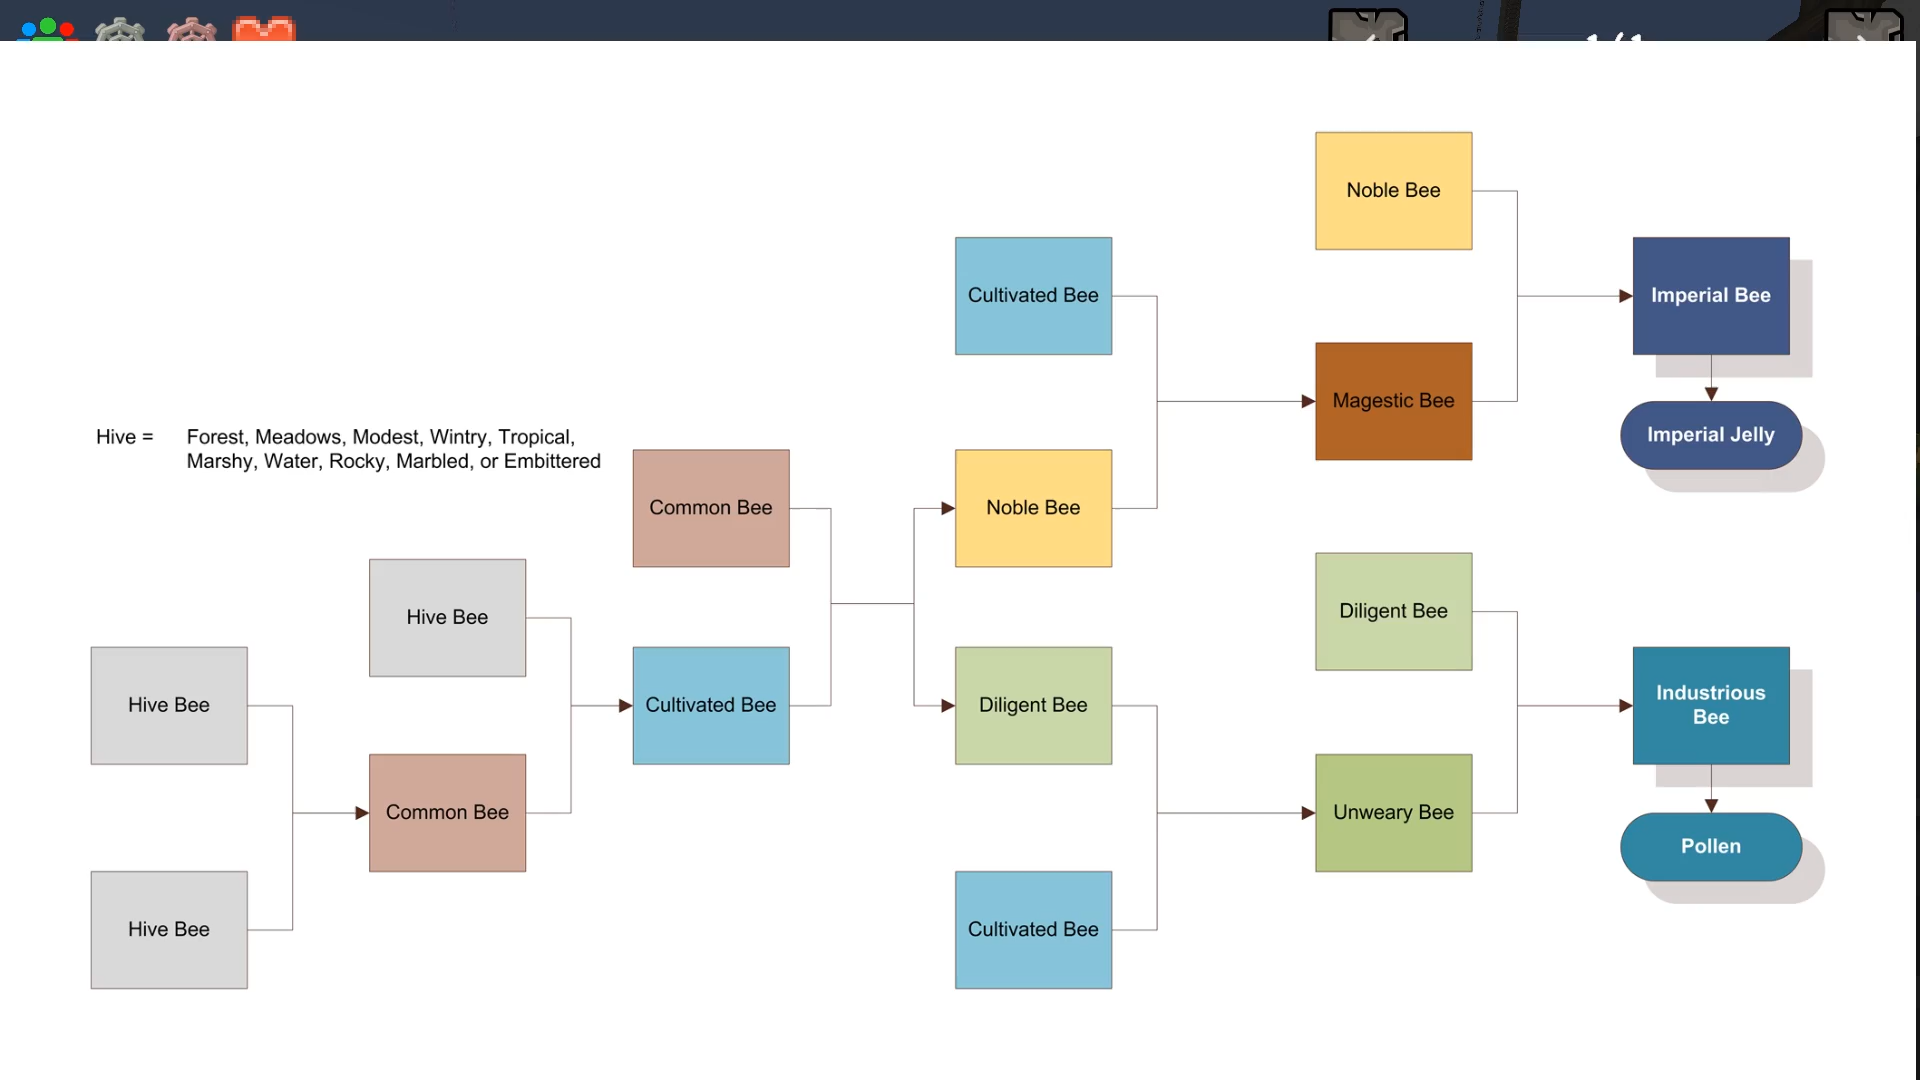 Noble Bee
Cultivated Bee
Imperial Bee
Magestic Bee
Imperial Jelly
Hive = Forest, Meadows, Modest, Wintry, Tropical,
Marshy, Water, Rocky, Marbled, or Embittered
Common Bee
Noble Bee
Hive Bee
Diligent Bee
Hive Bee
Cultivated Bee
Diligent Bee
Industrious
Bee
Common Bee
Unweary Bee
Pollen
Hive Bee
Cultivated Bee